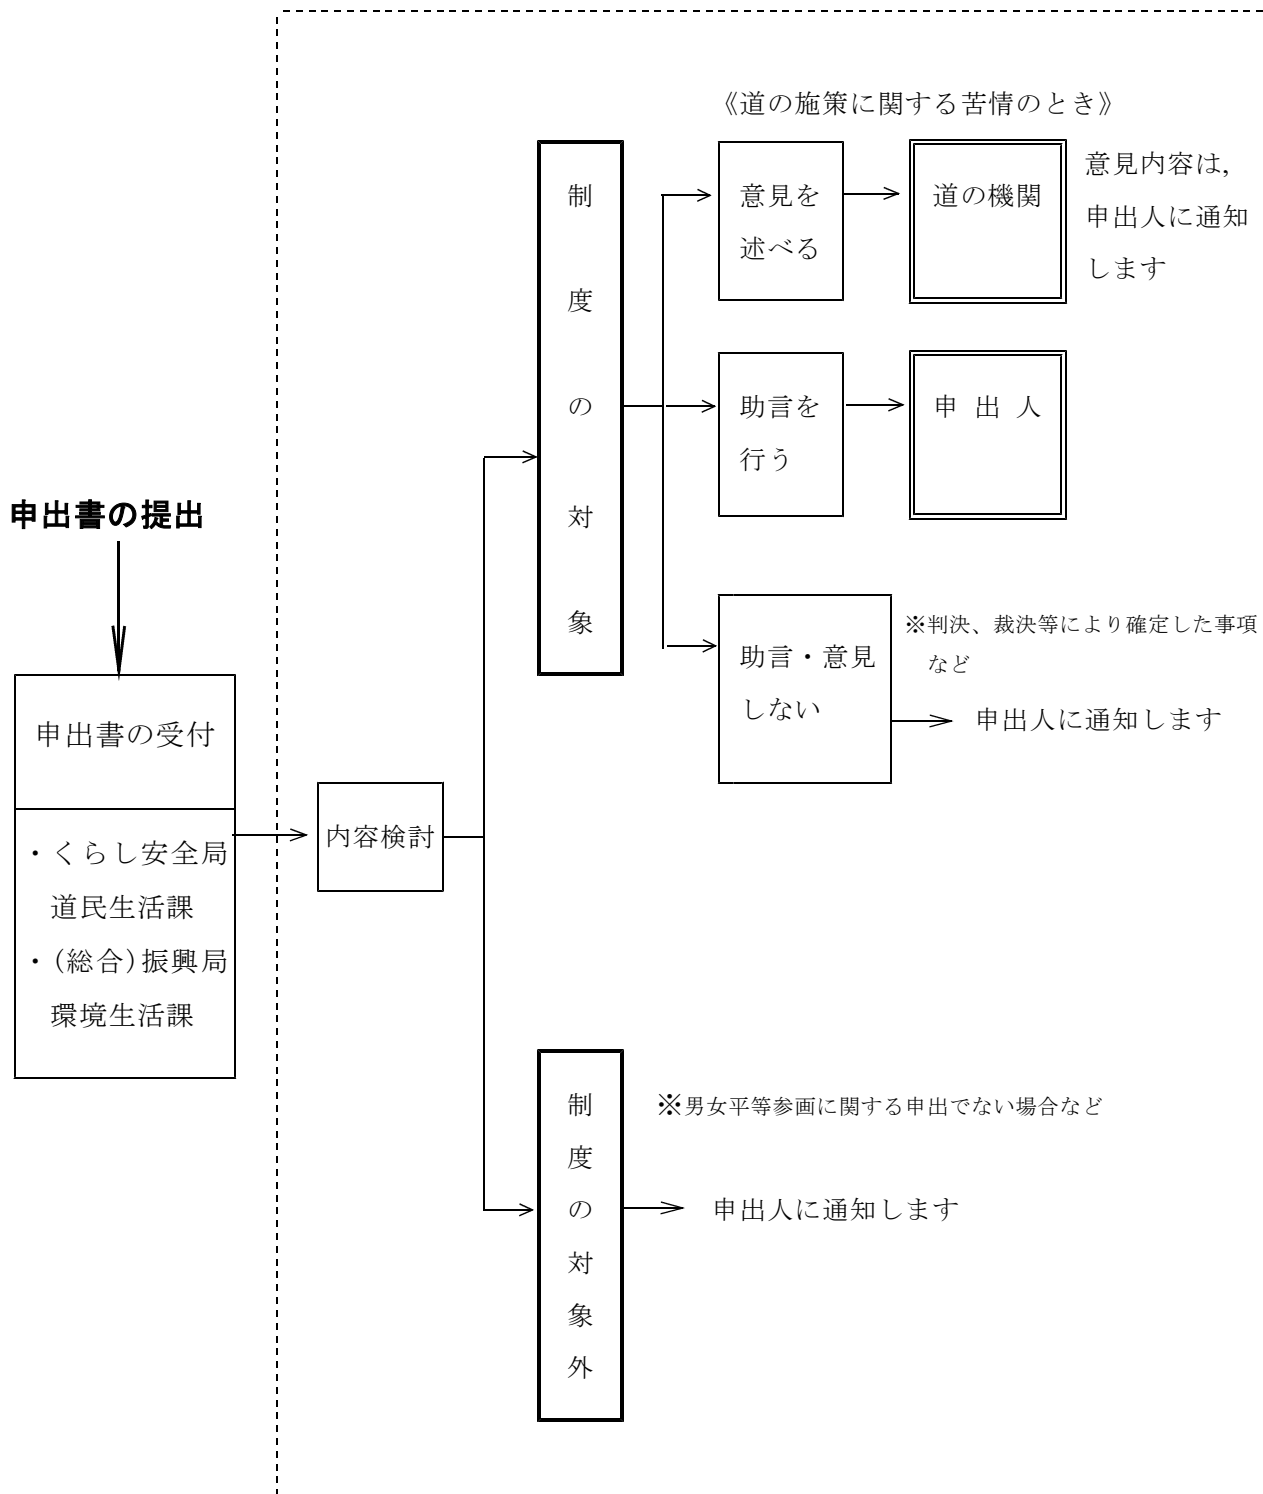 申出書の提出
申出書の受付
・くらし安全局
道民生活課
・(総合)振興局
環境生活課
内容検討
制度の対象
《道の施策に関する苦情のとき》
意見を
述べる
道の機関
意見内容は,
申出人に通知
します
助言を
行う
申 出 人
助言・意見
しない
※判決、裁決等により確定した事項
など
申出人に通知します
制度の対象外
※男女平等参画に関する申出でない場合など
申出人に通知します